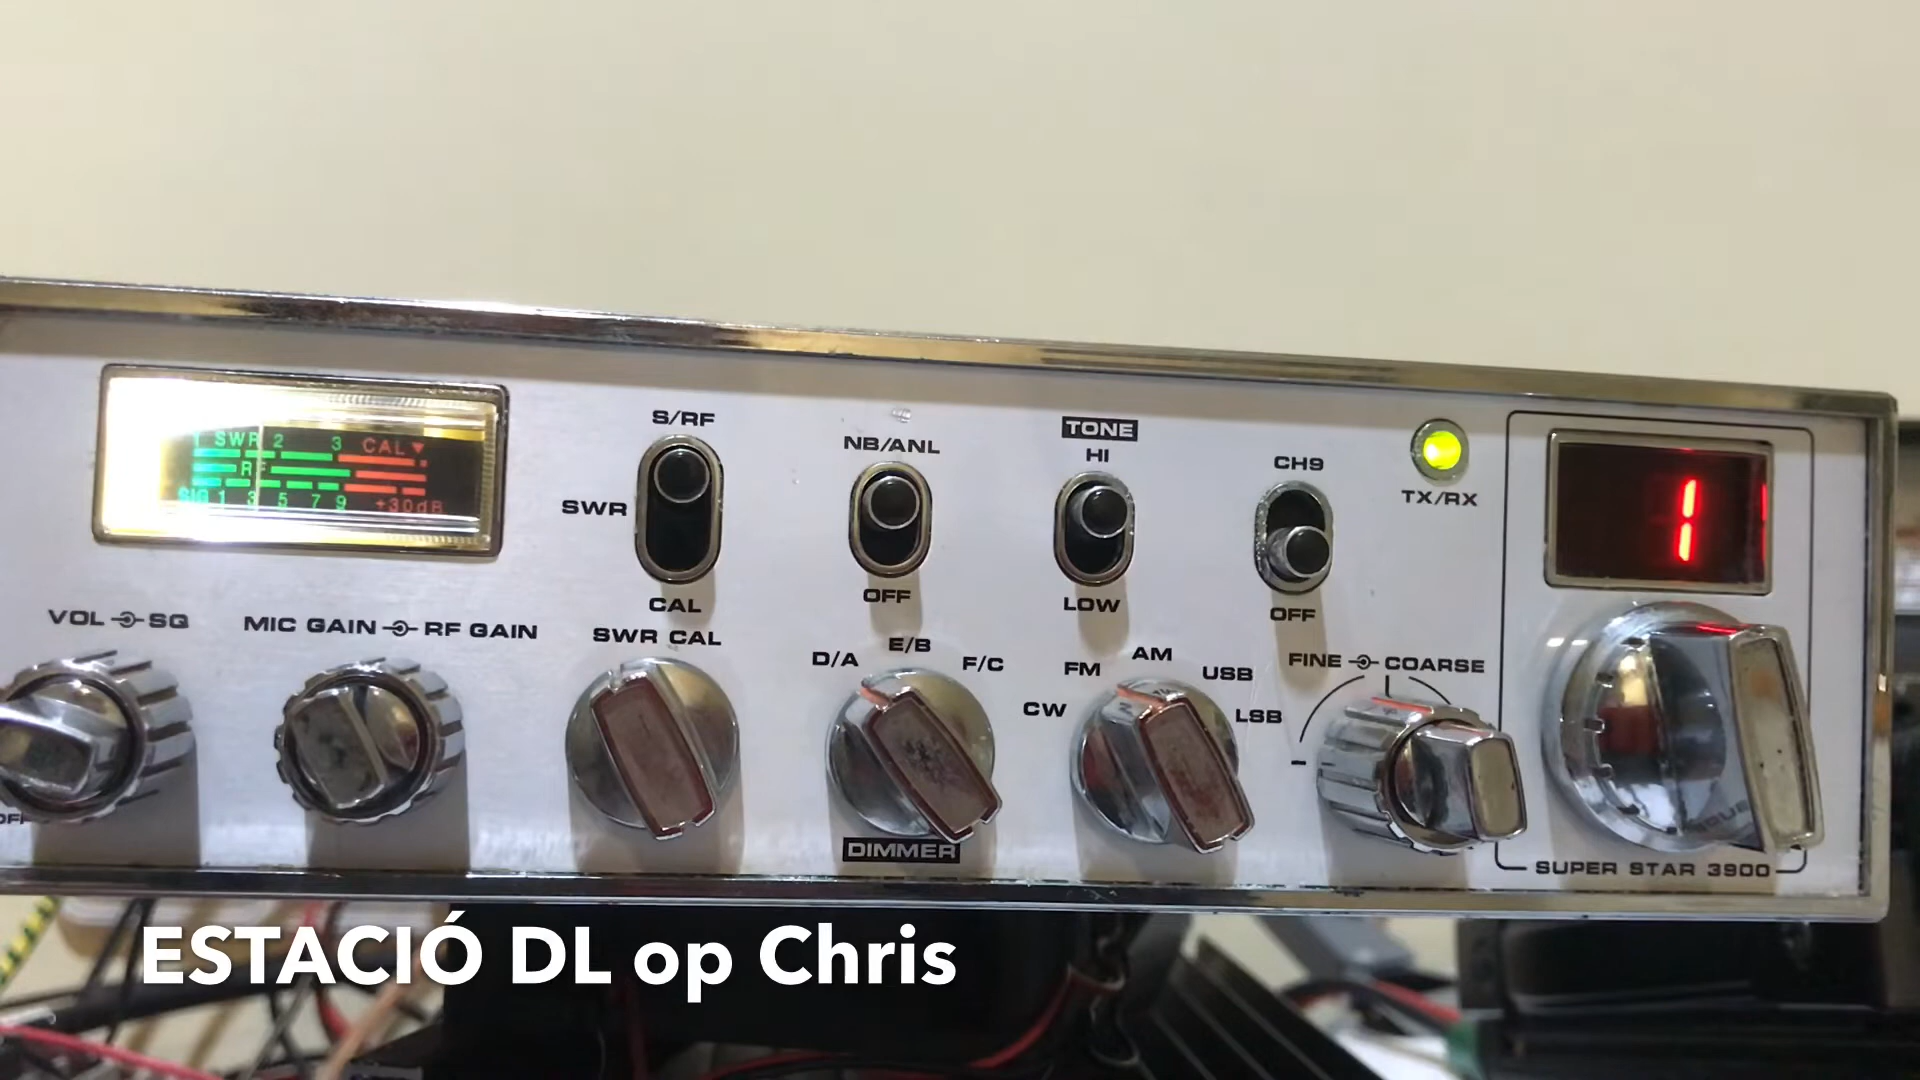 S/RF
NB/ANL
TONE
HI
CH9
TX/RX
SWR
1 SWR 2 3 CAL
RF
SIG 1 3 5 7 9 +30dB
1
CAL
OFF
LOW
OFF
VOL SQ
MIC GAIN RF GAIN
SWR CAL
D/A
E/B
F/C
CW
FM
AM
USB
LSB
FINE COARSE
-
OFF
DIMMER
SUPER STAR 3900
ESTACIÓ DL op Chris